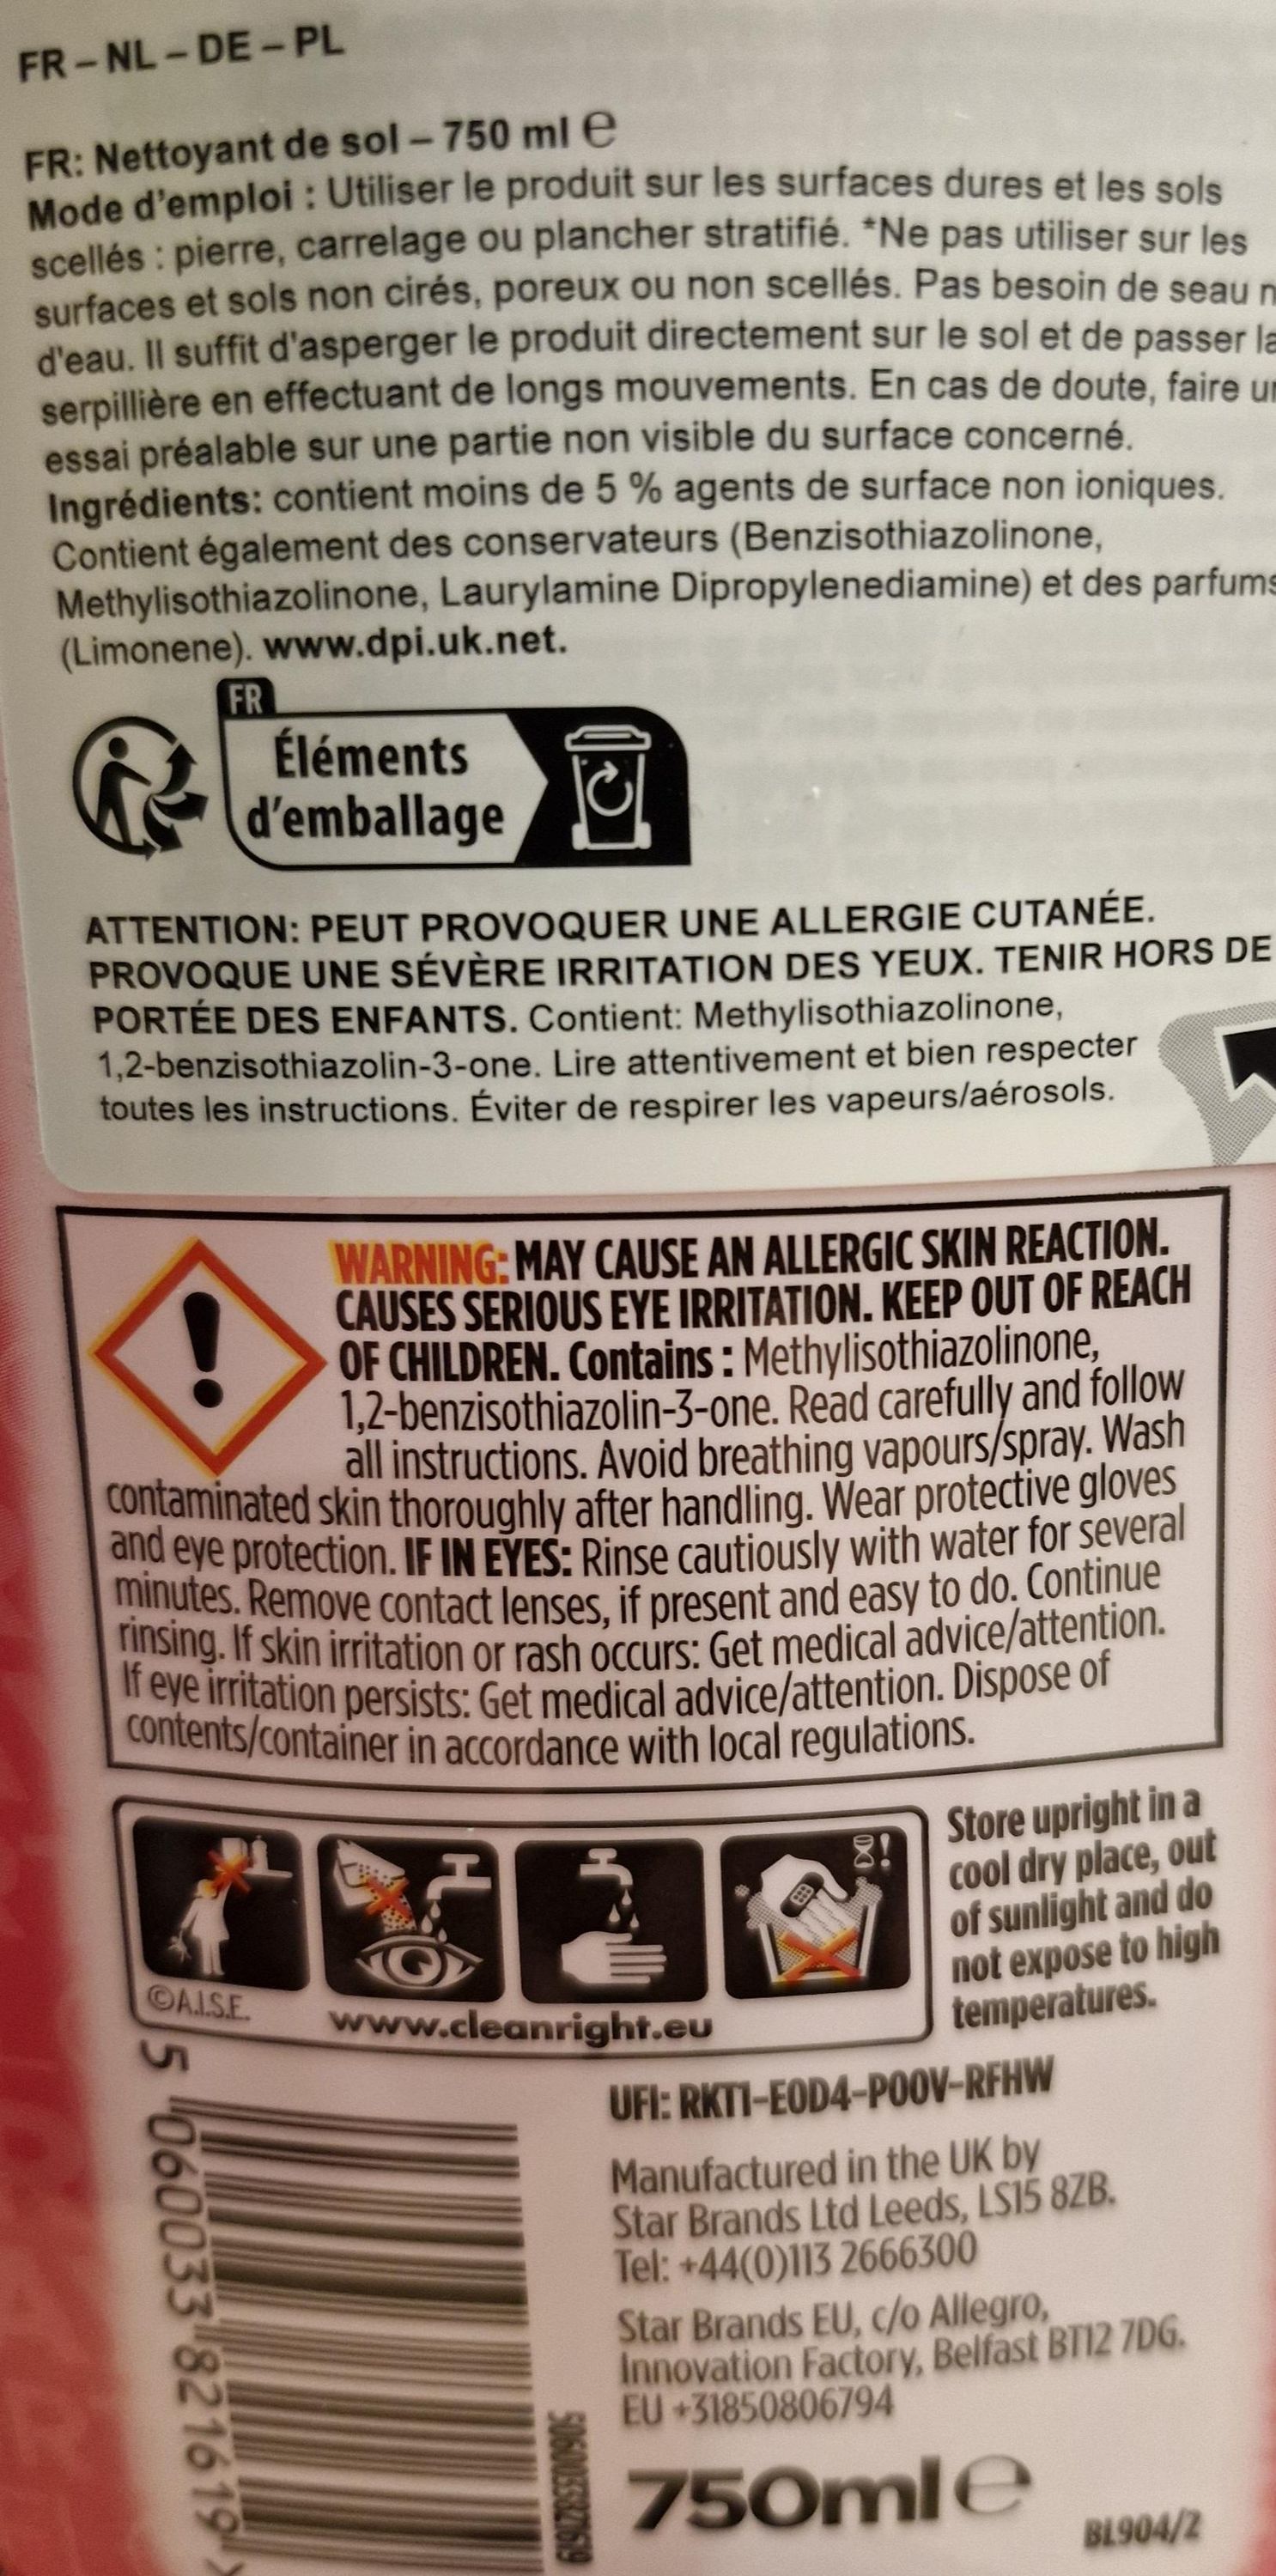 FR – NL – DE – PL
FR: Nettoyant de sol – 750 ml e
Mode d'emploi : Utiliser le produit sur les surfaces dures et les sols
scellés : pierre, carrelage ou plancher stratifié. *Ne pas utiliser sur les
surfaces et sols non cirés, poreux ou non scellés. Pas besoin de seau
d'eau. Il suffit d'asperger le produit directement sur le sol et de passer la
serpillière en effectuant de longs mouvements. En cas de doute, faire
essai préalable sur une partie non visible du surface concerné.
Ingrédients: contient moins de 5 % agents de surface non ioniques.
Contient également des conservateurs (Benzisothiazolinone,
Methylisothiazolinone, Laurylamine Dipropylenediamine) et des parfums
(Limonene). www.dpi.uk.net.
FR
Éléments
d'emballage
ATTENTION: PEUT PROVOQUER UNE ALLERGIE CUTANÉE.
PROVOQUE UNE SÉVÈRE IRRITATION DES YEUX. TENIR HORS DE
PORTÉE DES ENFANTS. Contient: Methylisothiazolinone,
1,2-benzisothiazolin-3-one. Lire attentivement et bien respecter
toutes les instructions. Éviter de respirer les vapeurs/aérosols.
WARNING: MAY CAUSE AN ALLERGIC SKIN REACTION.
CAUSES SERIOUS EYE IRRITATION. KEEP OUT OF REACH
OF CHILDREN. Contains : Methylisothiazolinone,
1,2-benzisothiazolin-3-one. Read carefully and follow
all instructions. Avoid breathing vapours/spray. Wash
contaminated skin thoroughly after handling. Wear protective gloves
and eye protection. IF IN EYES: Rinse cautiously with water for several
minutes. Remove contact lenses, if present and easy to do. Continue
rinsing. If skin irritation or rash occurs: Get medical advice/attention.
If eye irritation persists: Get medical advice/attention. Dispose of
contents/container in accordance with local regulations.
©A.I.S.E.
www.cleanright.eu
Store upright in a
cool dry place, out
of sunlight and do
not expose to high
temperatures.
UFI: RKT1-E0D4-P00V-RFHW
Manufactured in the UK by
Star Brands Ltd Leeds, LS15 8ZB.
Tel: +44(0)113 2666300
Star Brands EU, c/o Allegro,
Innovation Factory, Belfast BT12 7DG.
EU +31850806794
750ml e
BL904/2
5 060033 821619 >
5060033821619